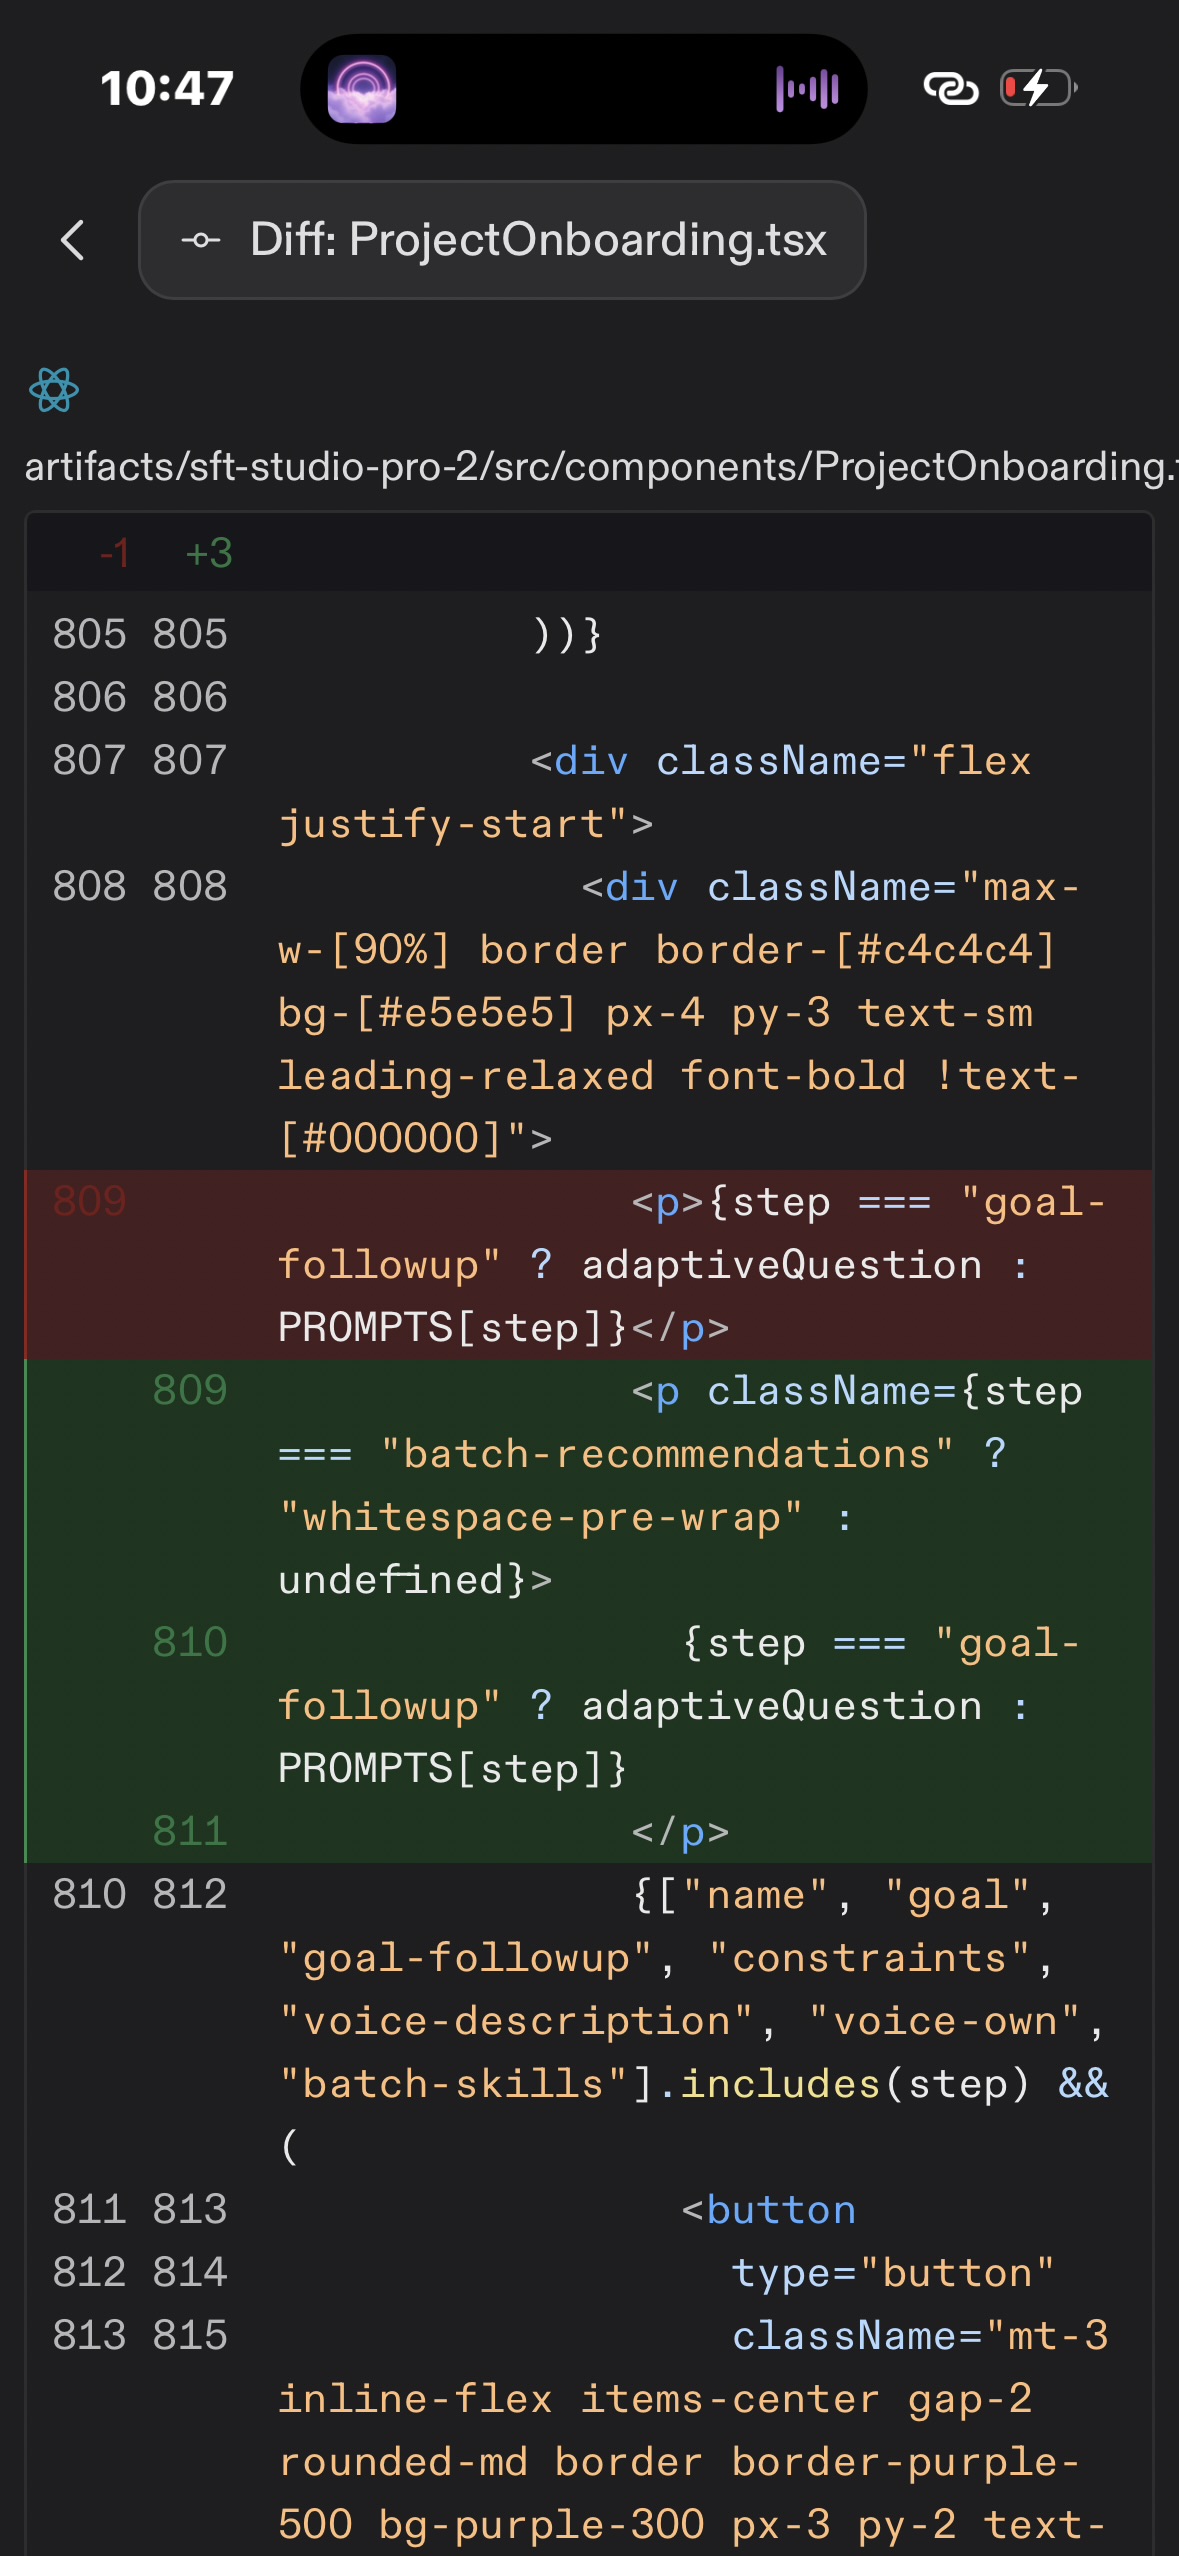 10:47
Diff: ProjectOnboarding.tsx
artifacts/sft-studio-pro-2/src/components/ProjectOnboarding.
-1 +3
805 805 ))}
806 806
807 807 <div className="flex
justify-start">
808 808 <div className="max-
w-[90%] border border-[#c4c4c4]
bg-[#e5e5e5] px-4 py-3 text-sm
leading-relaxed font-bold !text-
[#000000]">
809 <p>{step === "goal-
followup" ? adaptiveQuestion :
PROMPTS[step]}</p>
809 <p className={step
=== "batch-recommendations" ?
"whitespace-pre-wrap" :
undefined}>
810 {step === "goal-
followup" ? adaptiveQuestion :
PROMPTS[step]}
811 </p>
810 812 {["name", "goal",
"goal-followup", "constraints",
"voice-description", "voice-own",
"batch-skills"].includes(step) &&
(
811 813 <button
812 814 type="button"
813 815 className="mt-3
inline-flex items-center gap-2
rounded-md border border-purple-
500 bg-purple-300 px-3 py-2 text-